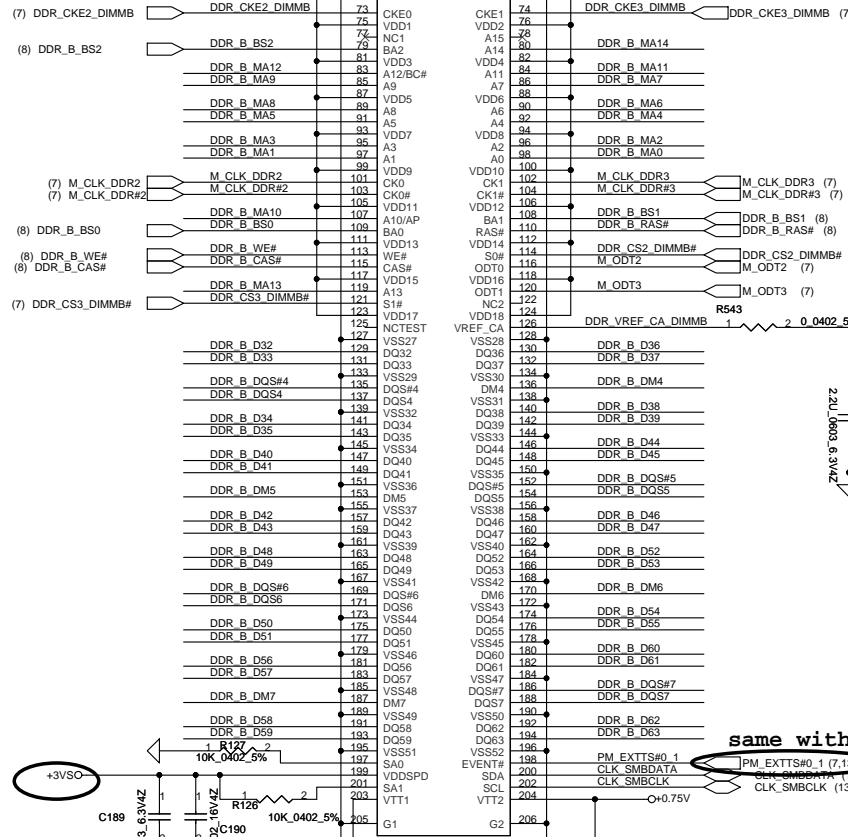 (7) DDR_CKE2_DIMMB DDR_CKE2_DIMMB 73 CKE0 CKE1 74 DDR_CKE3_DIMMB DDR_CKE3_DIMMB
75 VDD1 VDD2 76
77 NC1 A15 78
(8) DDR_B_BS2 DDR_B_BS2 79 BA2 A14 80 DDR_B_MA14
81 VDD3 VDD4 82
DDR_B_MA12 83 A12/BC# A11 84 DDR_B_MA11
DDR_B_MA9 85 A9 A7 86 DDR_B_MA7
87 VDD5 VDD6 88
DDR_B_MA8 89 A8 A6 90 DDR_B_MA6
DDR_B_MA5 91 A5 A4 92 DDR_B_MA4
93 VDD7 VDD8 94
DDR_B_MA3 95 A3 A2 96 DDR_B_MA2
DDR_B_MA1 97 A1 A0 98 DDR_B_MA0
99 VDD9 VDD10 100
(7) M_CLK_DDR2 M_CLK_DDR2 101 CK0 CK1 102 M_CLK_DDR3 M_CLK_DDR3 (7)
(7) M_CLK_DDR#2 M_CLK_DDR#2 103 CK0# CK1# 104 M_CLK_DDR#3 M_CLK_DDR#3 (7)
105 VDD11 VDD12 106
DDR_B_MA10 107 A10/AP BA1 108 DDR_B_BS1 DDR_B_BS1 (8)
(8) DDR_B_BS0 DDR_B_BS0 109 BA0 RAS# 110 DDR_B_RAS# DDR_B_RAS# (8)
111 VDD13 VDD14 112
(8) DDR_B_WE# DDR_B_WE# 113 WE# S0# 114 DDR_CS2_DIMMB# DDR_CS2_DIMMB#
(8) DDR_B_CAS# DDR_B_CAS# 115 CAS# ODT0 116 M_ODT2 M_ODT2 (7)
117 VDD15 VDD16 118
DDR_B_MA13 119 A13 ODT1 120 M_ODT3 M_ODT3 (7)
(7) DDR_CS3_DIMMB# DDR_CS3_DIMMB# 121 S1# NC2 122
123 VDD17 VDD18 124 R543
125 NCTEST VREF_CA 126 DDR_VREF_CA_DIMMB 1 2 0_0402_5
127 VSS27 VSS28 128
DDR_B_D32 129 DQ32 DQ36 130 DDR_B_D36
DDR_B_D33 131 DQ33 DQ37 132 DDR_B_D37
133 VSS29 VSS30 134
DDR_B_DQS#4 135 DQS#4 DM4 136 DDR_B_DM4
DDR_B_DQS4 137 DQS4 VSS31 138
139 VSS32 DQ38 140 DDR_B_D38
DDR_B_D34 141 DQ34 DQ39 142 DDR_B_D39
DDR_B_D35 143 DQ35 VSS33 144
145 VSS34 DQ44 146 DDR_B_D44
DDR_B_D40 147 DQ40 DQ45 148 DDR_B_D45
DDR_B_D41 149 DQ41 VSS35 150
151 VSS36 DQS#5 152 DDR_B_DQS#5
DDR_B_DM5 153 DM5 DQS5 154 DDR_B_DQS5
155 VSS37 VSS38 156
DDR_B_D42 157 DQ42 DQ46 158 DDR_B_D46
DDR_B_D43 159 DQ43 DQ47 160 DDR_B_D47
161 VSS39 VSS40 162
DDR_B_D48 163 DQ48 DQ52 164 DDR_B_D52
DDR_B_D49 165 DQ49 DQ53 166 DDR_B_D53
167 VSS41 VSS42 168
DDR_B_DQS#6 169 DQS#6 DM6 170 DDR_B_DM6
DDR_B_DQS6 171 DQS6 VSS43 172
173 VSS44 DQ54 174 DDR_B_D54
DDR_B_D50 175 DQ50 DQ55 176 DDR_B_D55
DDR_B_D51 177 DQ51 VSS45 178
179 VSS46 DQ60 180 DDR_B_D60
DDR_B_D56 181 DQ56 DQ61 182 DDR_B_D61
DDR_B_D57 183 DQ57 VSS47 184
185 VSS48 DQS#7 186 DDR_B_DQS#7
DDR_B_DM7 187 DM7 DQS7 188 DDR_B_DQS7
189 VSS49 VSS50 190
DDR_B_D58 191 DQ58 DQ62 192 DDR_B_D62
DDR_B_D59 193 DQ59 DQ63 194 DDR_B_D63
1 R127 2 195 VSS51 VSS52 196 same with
10K_0402_5% 197 SA0 EVENT# 198 PM_EXTTS#0_1 PM_EXTTS#0_1
+3VS 199 VDDSPD SDA 200 CLK_SMBDATA CLK_SMBDATA
201 SA1 SCL 202 CLK_SMBCLK CLK_SMBCLK
R126 1 2 203 VTT1 VTT2 204 +0.75V
C189 C190 10K_0402_5% 205 G1 G2 206
2.2U_0603_6.3V4Z